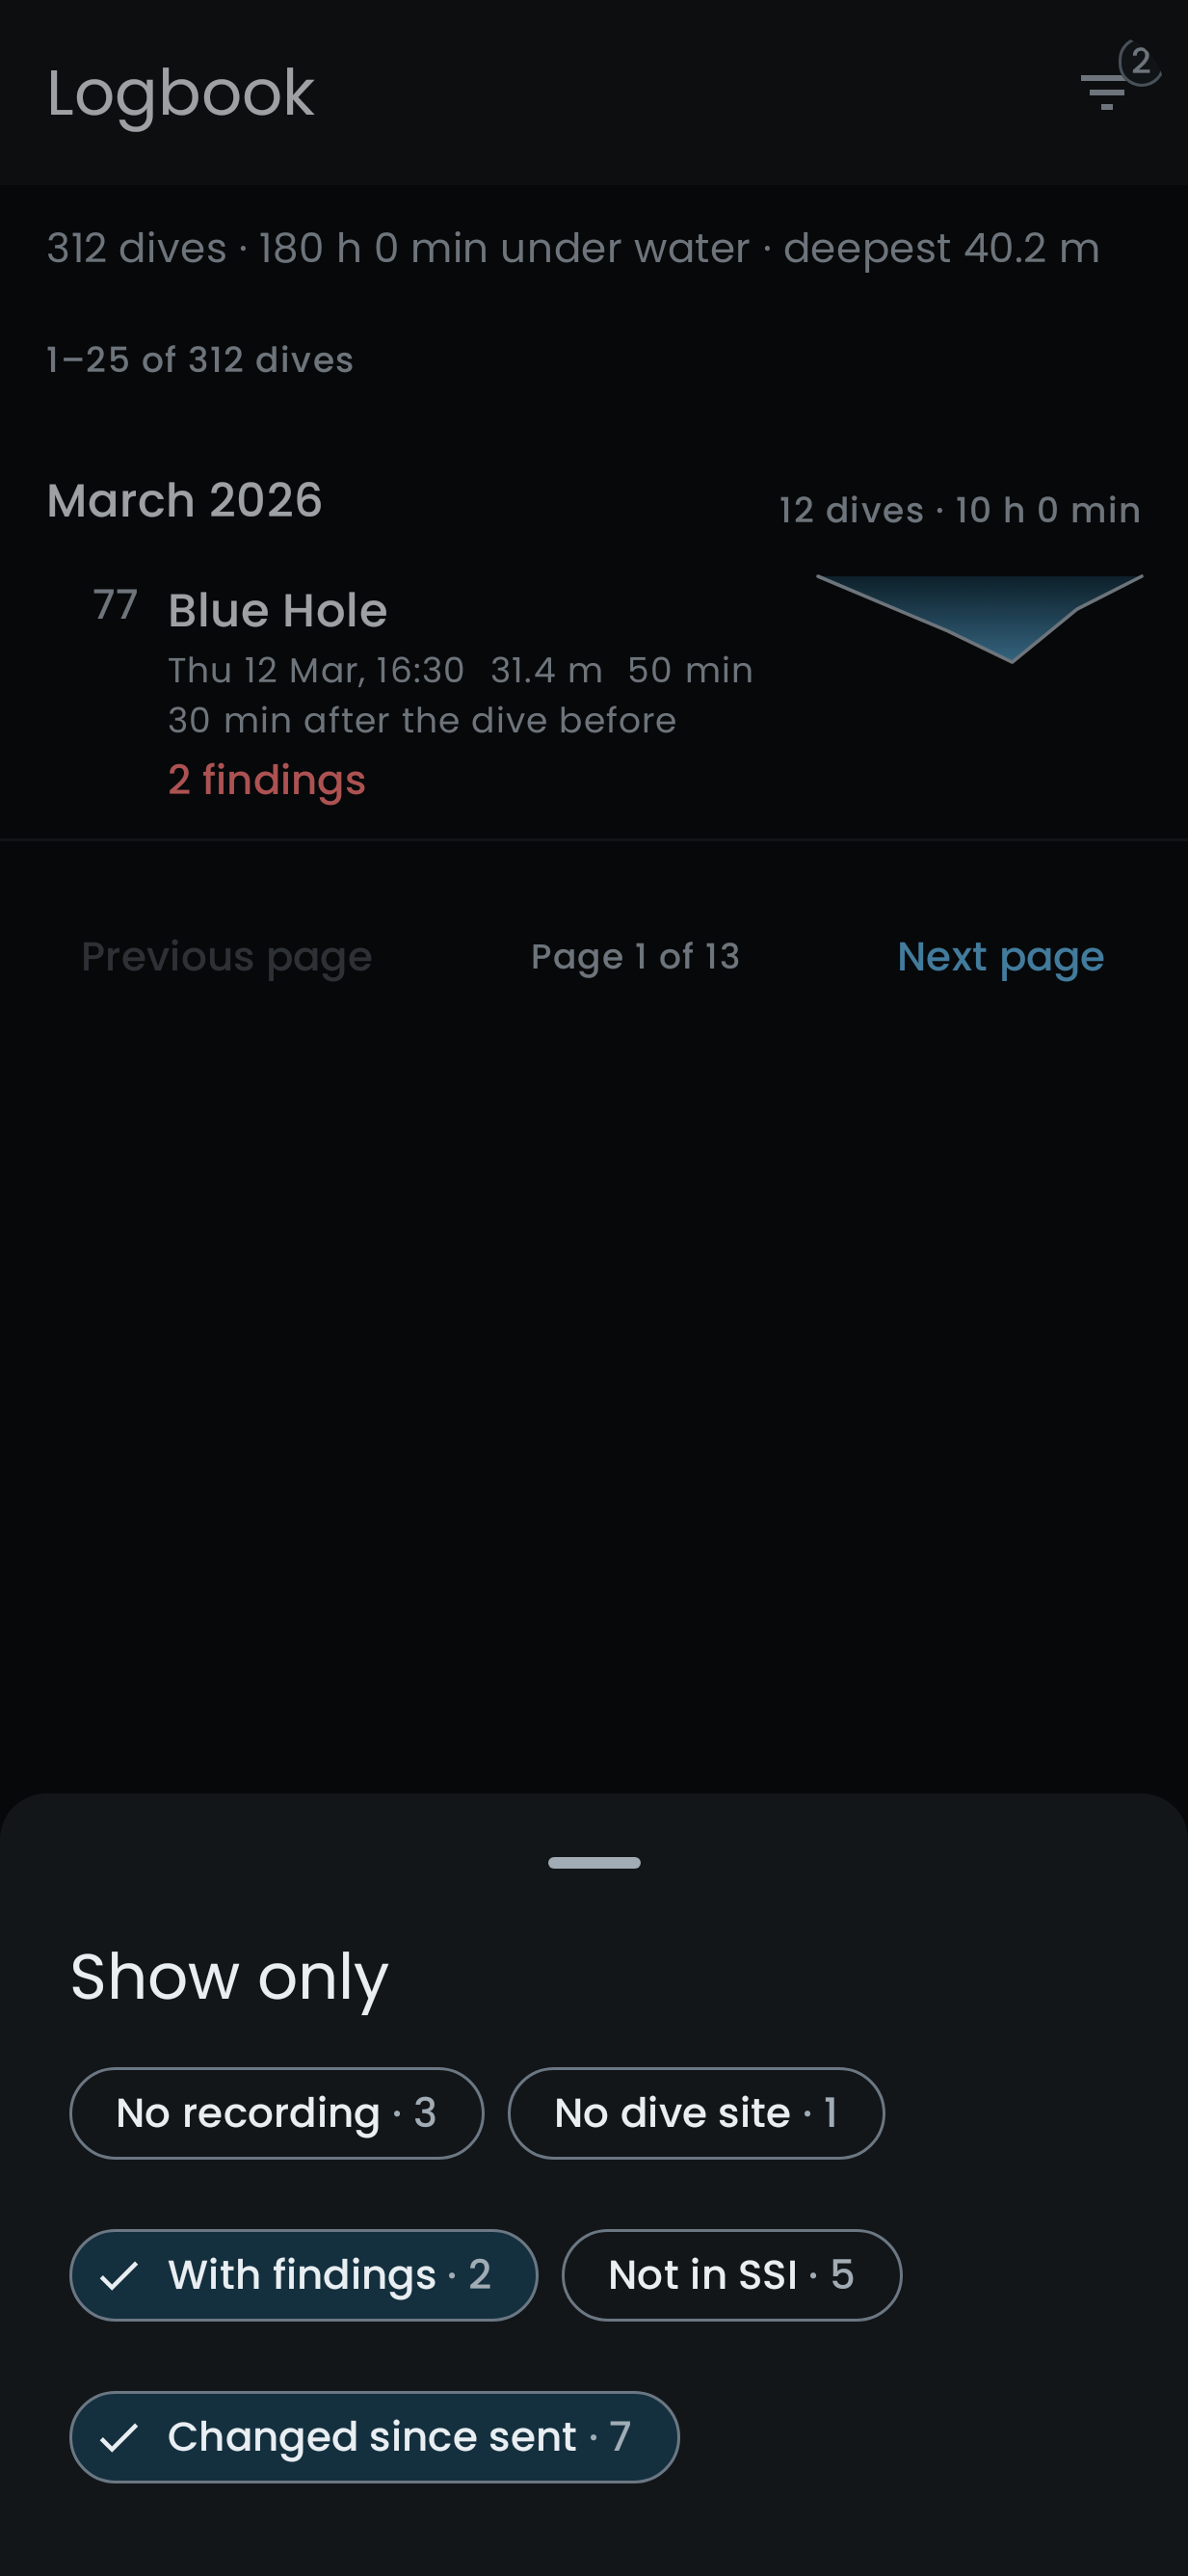 Logbook
2
312 dives · 180 h 0 min under water · deepest 40.2 m
1–25 of 312 dives
March 2026
12 dives · 10 h 0 min
77
Blue Hole
Thu 12 Mar, 16:30 31.4 m 50 min
30 min after the dive before
2 findings
Previous page
Page 1 of 13
Next page
Show only
No recording · 3
No dive site · 1
With findings · 2
Not in SSI · 5
Changed since sent · 7